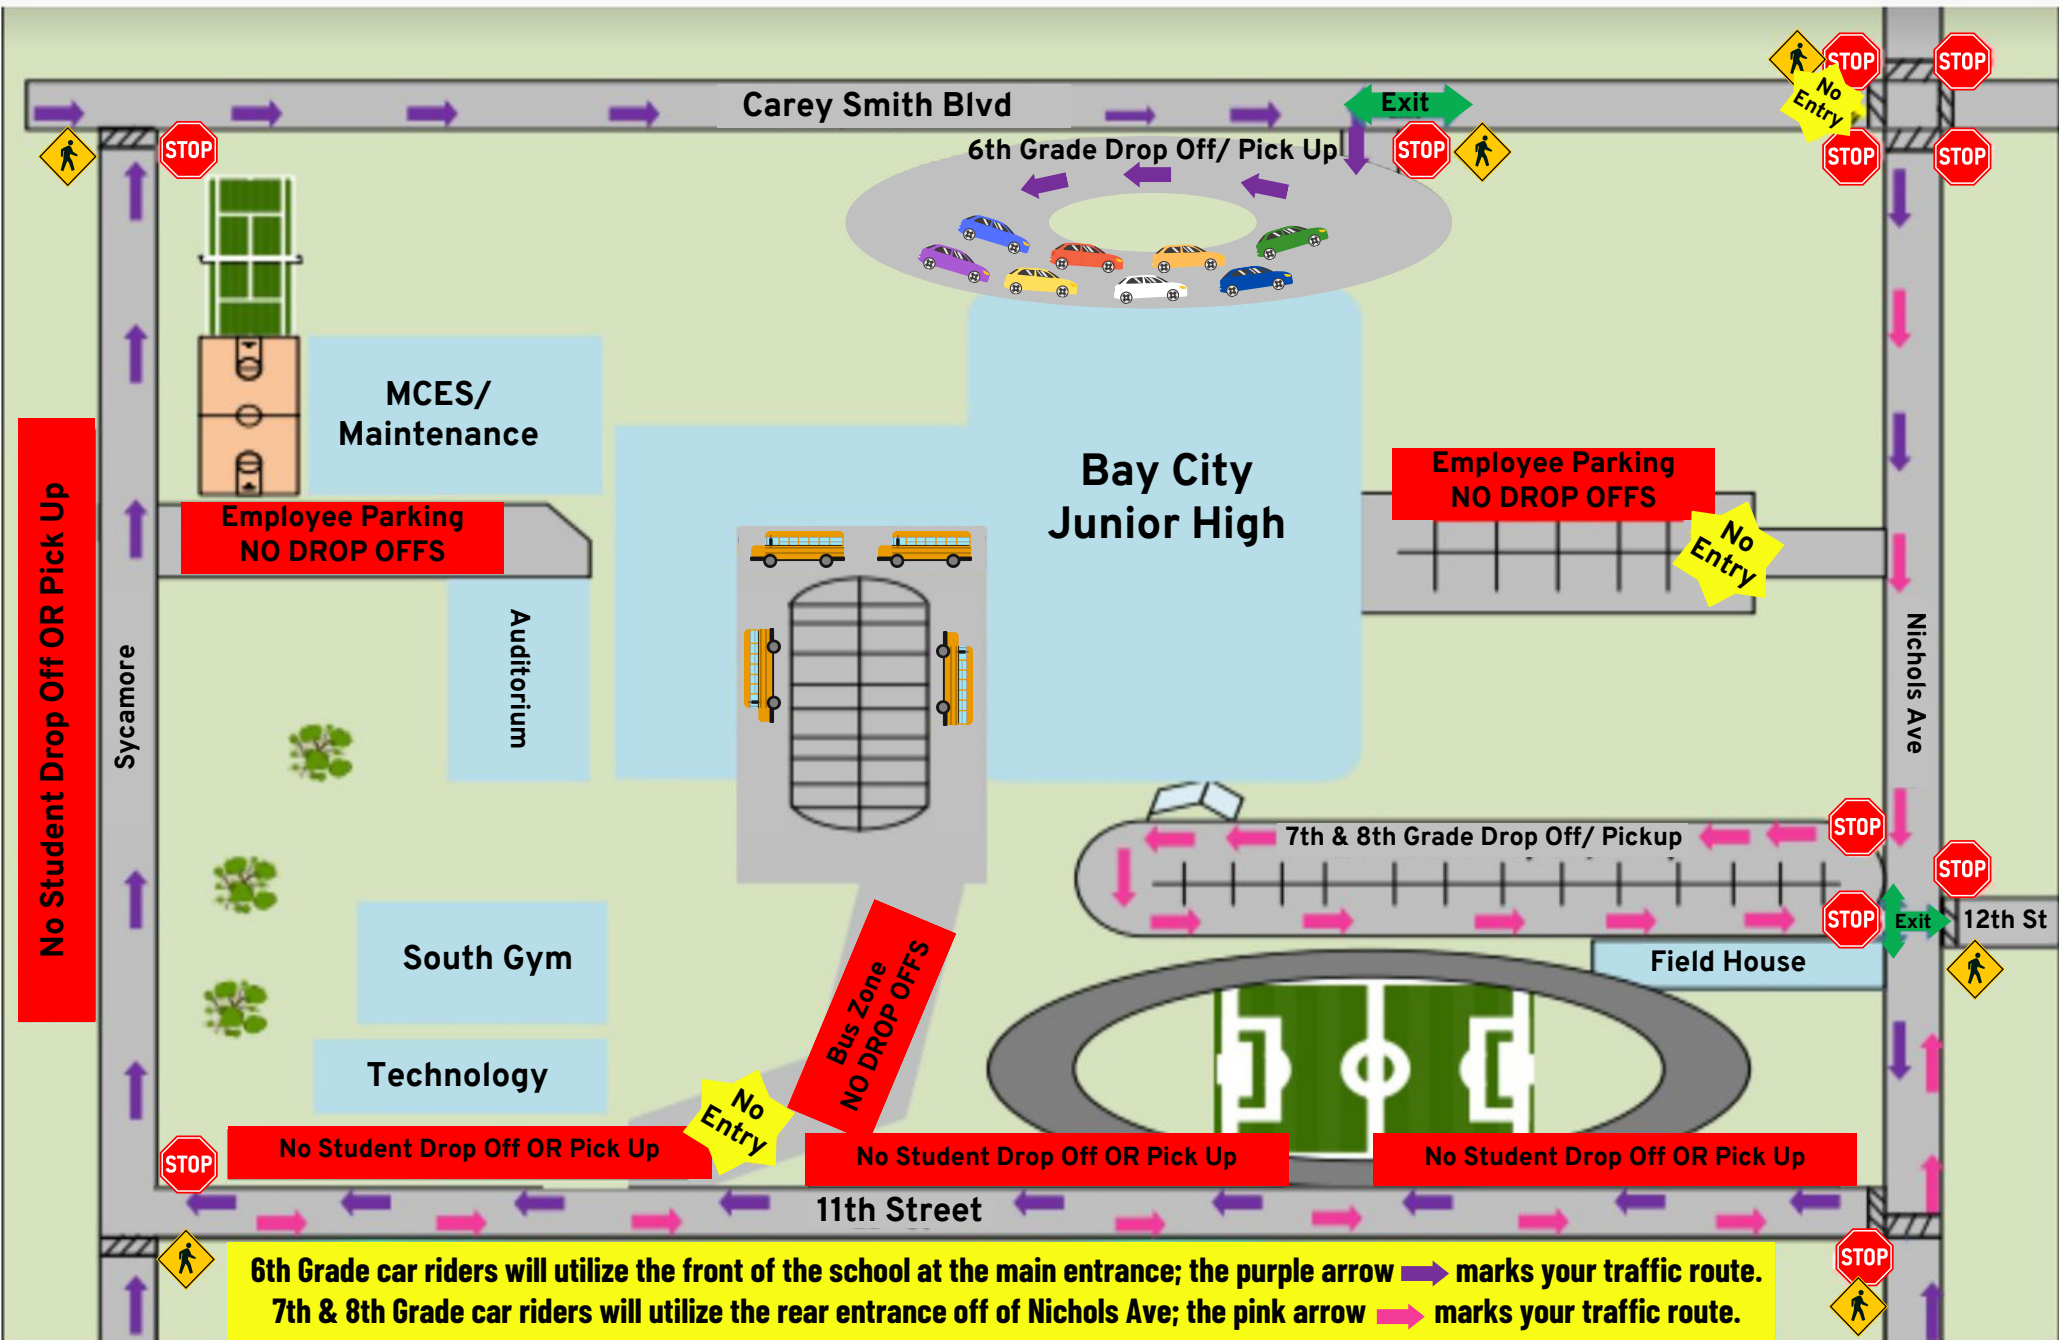 STOP
STOP
No
Entry
Carey Smith Blvd
Exit
STOP
6th Grade Drop Off/ Pick Up
STOP
STOP
STOP
MCES/
Maintenance
Bay City
Junior High
Employee Parking
NO DROP OFFS
Employee Parking
NO DROP OFFS
No
Entry
No Student Drop Off OR Pick Up
Sycamore
Auditorium
Nichols Ave
7th & 8th Grade Drop Off/ Pickup
STOP
STOP
STOP
Exit
12th St
South Gym
Field House
Bus Zone
NO DROP OFFS
Technology
No
Entry
STOP
No Student Drop Off OR Pick Up
No Student Drop Off OR Pick Up
No Student Drop Off OR Pick Up
11th Street
STOP
6th Grade car riders will utilize the front of the school at the main entrance; the purple arrow marks your traffic route.
7th & 8th Grade car riders will utilize the rear entrance off of Nichols Ave; the pink arrow marks your traffic route.